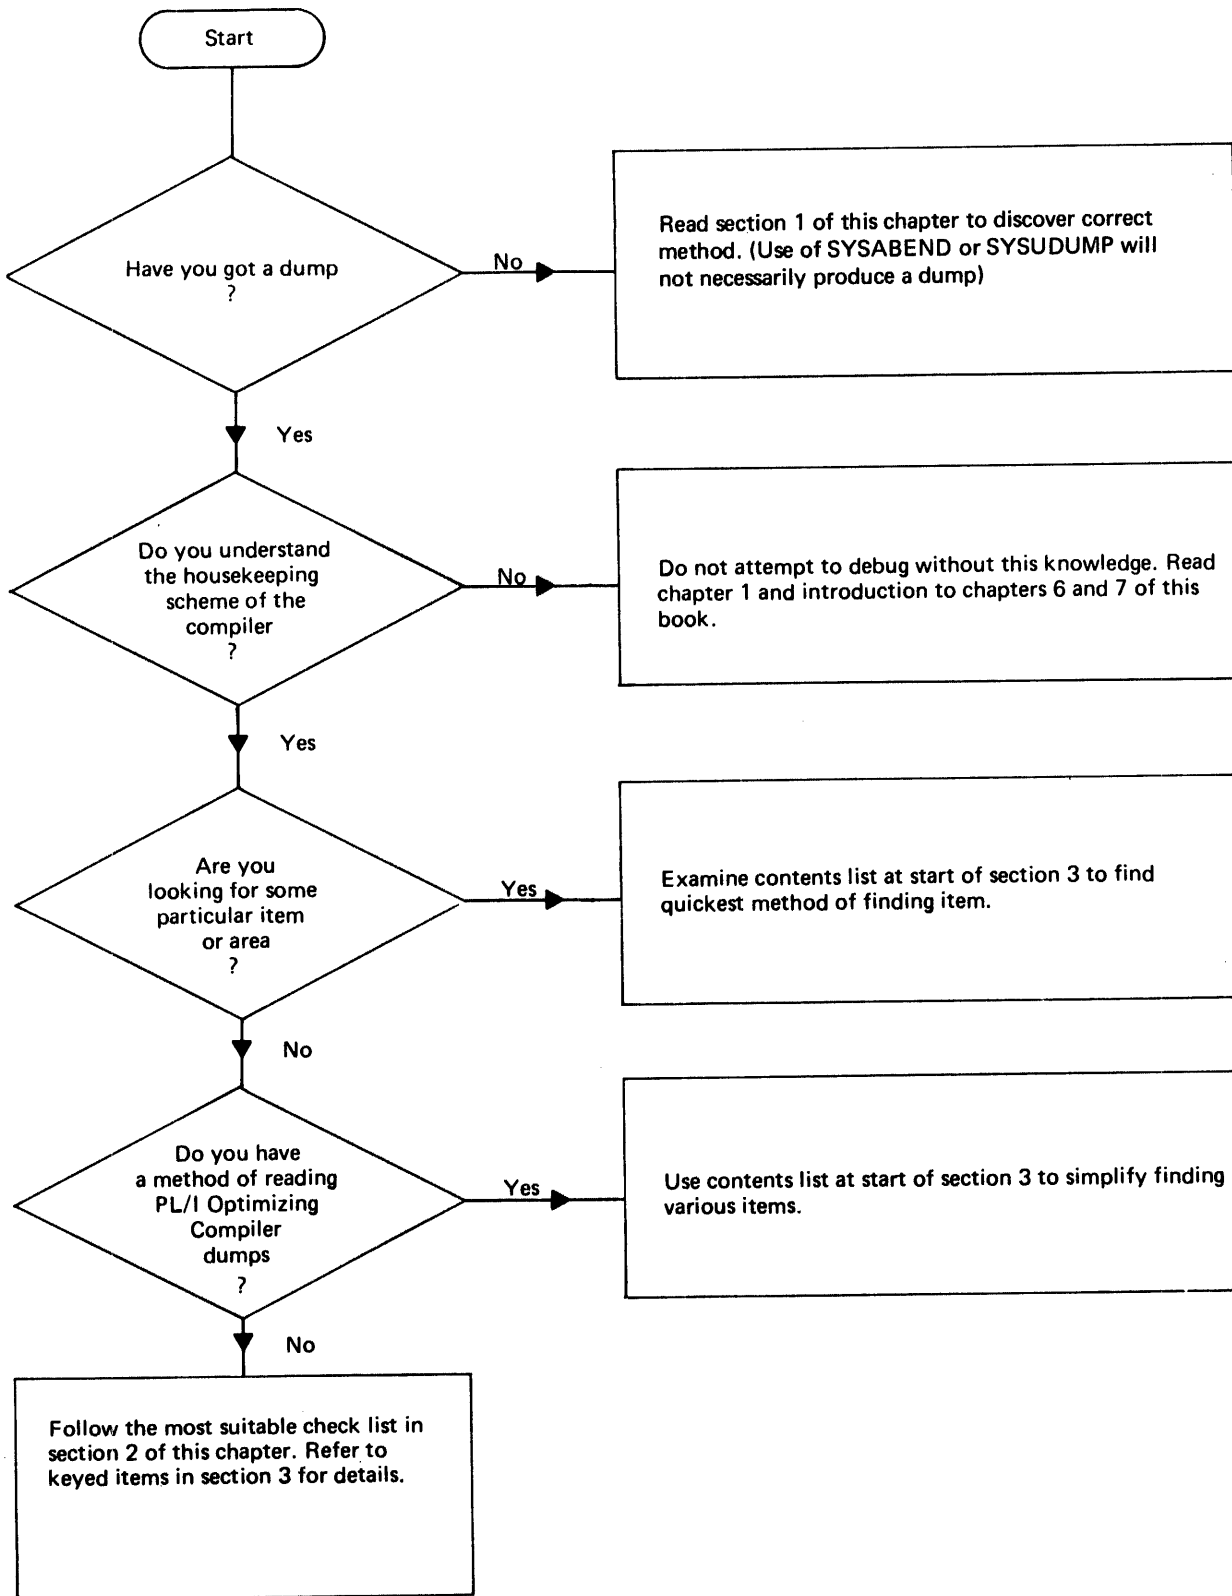 Start
Have you got a dump
?
No
Read section 1 of this chapter to discover correct
method. (Use of SYSABEND or SYSUDUMP will
not necessarily produce a dump)
Yes
Do you understand
the housekeeping
scheme of the
compiler
?
No
Do not attempt to debug without this knowledge. Read
chapter 1 and introduction to chapters 6 and 7 of this
book.
Yes
Are you
looking for some
particular item
or area
?
Yes
Examine contents list at start of section 3 to find
quickest method of finding item.
No
Do you have
a method of reading
PL/I Optimizing
Compiler
dumps
?
Yes
Use contents list at start of section 3 to simplify finding
various items.
No
Follow the most suitable check list in
section 2 of this chapter. Refer to
keyed items in section 3 for details.